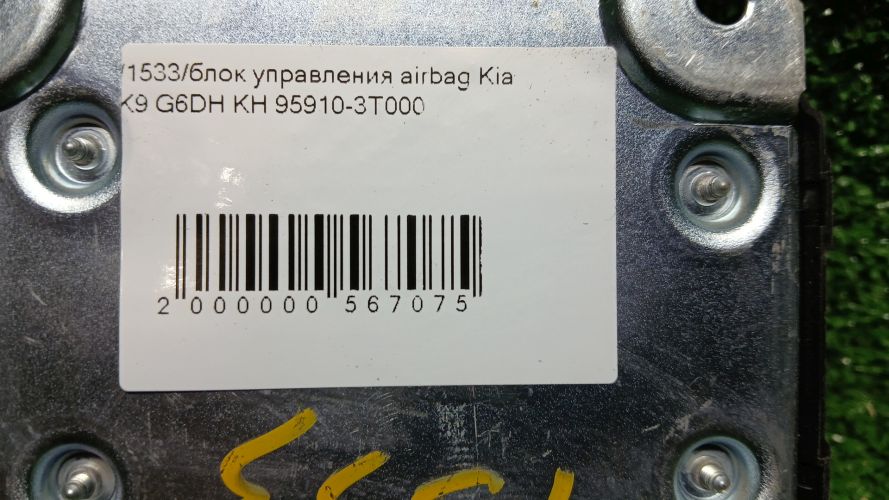 /1533/блок управления airbag Kia
K9 G6DH KH 95910-3T000
2 000000 567075